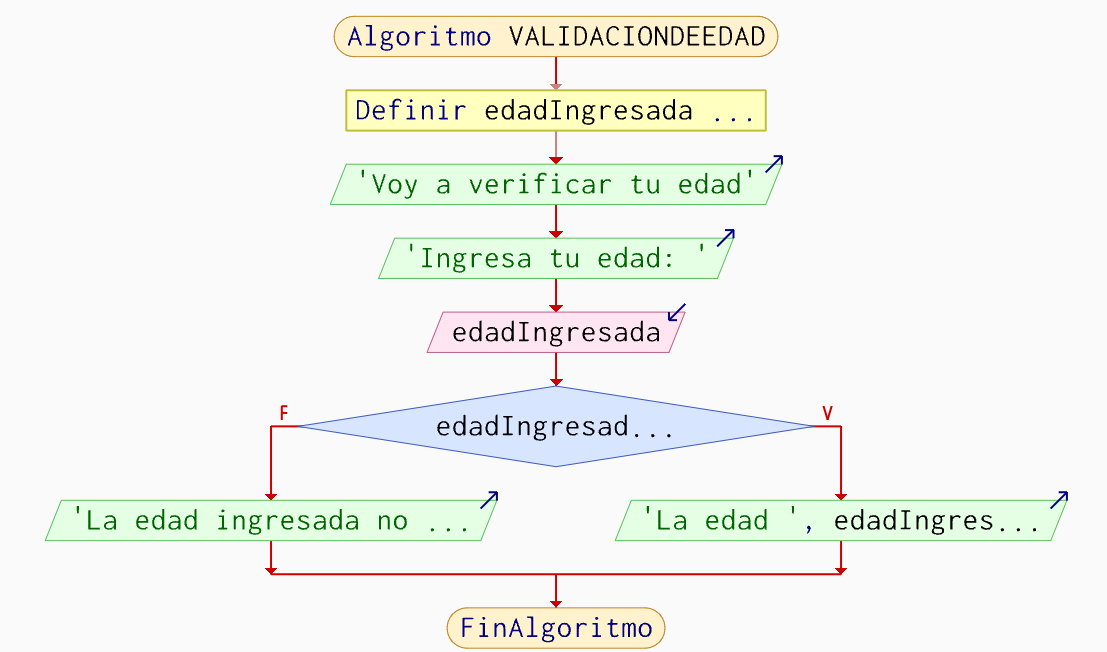 Algoritmo VALIDACIONDEEDAD
Definir edadIngresada ...
'Voy a verificar tu edad'
'Ingresa tu edad: '
edadIngresada
edadIngresad...
F
V
'La edad ingresada no ...
'La edad ', edadIngres...
FinAlgoritmo